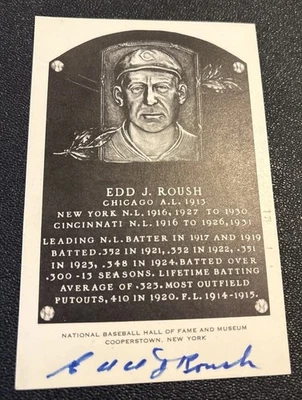 C
EDD J. ROUSH
CHICAGO A.L. 1913
NEW YORK N.L. 1916, 1927 TO 1930
CINCINNATI N.L. 1916 TO 1926, 1931
LEADING N.L. BATTER IN 1917 AND 1919
BATTED .352 IN 1921, .352 IN 1922, .351
IN 1923, .348 IN 1924. BATTED OVER
.300-13 SEASONS. LIFETIME BATTING
AVERAGE OF .323. MOST OUTFIELD
PUTOUTS, 410 IN 1920. F.L. 1914-1915.
NATIONAL BASEBALL HALL OF FAME AND MUSEUM
COOPERSTOWN, NEW YORK
Edd J Roush